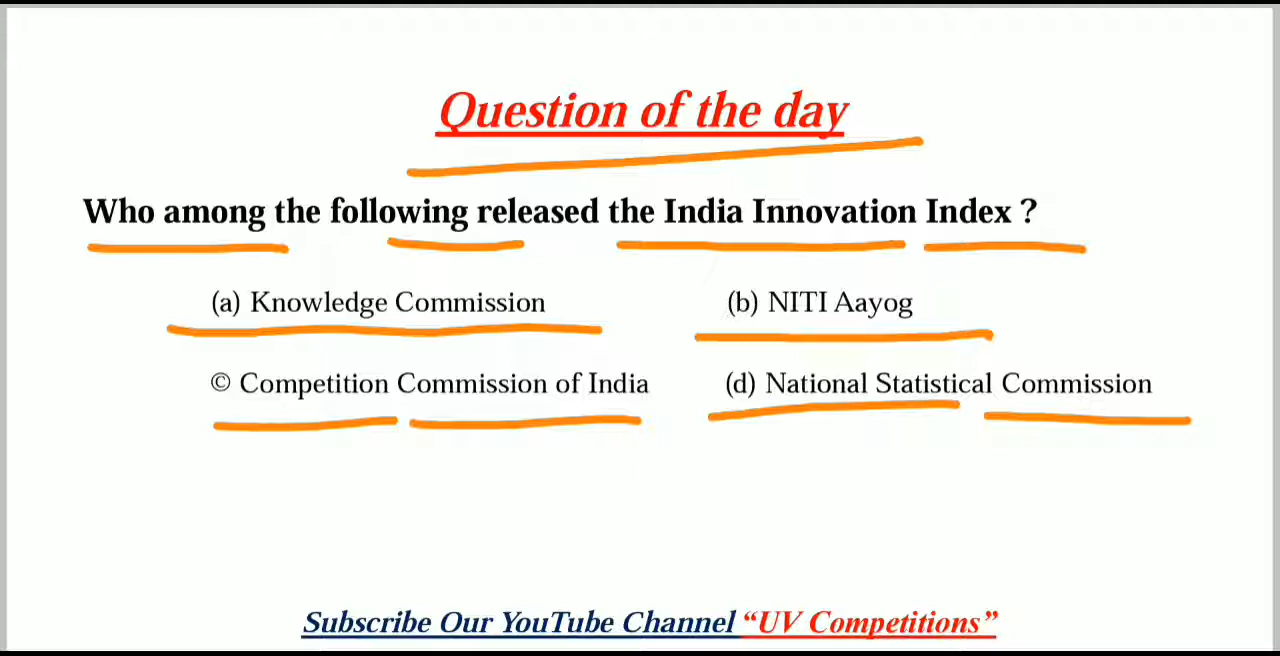 Question of the day
Who among the following released the India Innovation Index ?
(a) Knowledge Commission (b) NITI Aayog
© Competition Commission of India (d) National Statistical Commission
Subscribe Our YouTube Channel “UV Competitions”